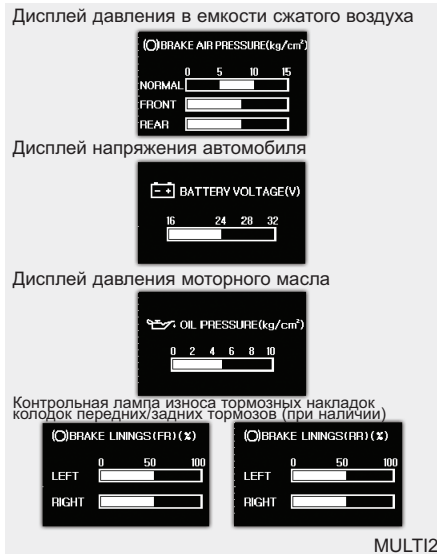 Дисплей давления в емкости сжатого воздуха
BRAKE AIR PRESSURE(kg/cm²)
0 5 10 15
NORMAL
FRONT
REAR
Дисплей напряжения автомобиля
BATTERY VOLTAGE(V)
16 24 28 32
Дисплей давления моторного масла
OIL PRESSURE(kg/cm²)
0 2 4 6 8 10
Контрольная лампа износа тормозных накладок
колодок передних/задних тормозов (при наличии)
BRAKE LININGS(FR)(%)
0 50 100
LEFT
RIGHT
BRAKE LININGS(RR)(%)
0 50 100
LEFT
RIGHT
MULTI2